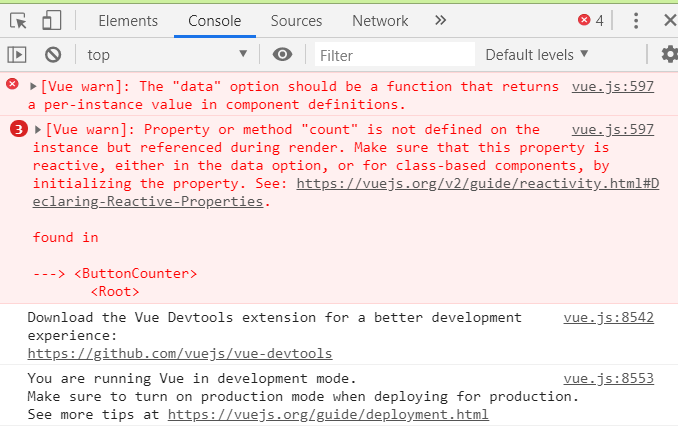 Elements Console Sources Network » 4
top Filter Default levels
[Vue warn]: The "data" option should be a function that returns vue.js:597
a per-instance value in component definitions.
3 [Vue warn]: Property or method "count" is not defined on the vue.js:597
instance but referenced during render. Make sure that this property is
reactive, either in the data option, or for class-based components, by
initializing the property. See: https://vuejs.org/v2/guide/reactivity.html#D
eclaring-Reactive-Properties.
found in
---> <ButtonCounter>
<Root>
Download the Vue Devtools extension for a better development vue.js:8542
experience:
https://github.com/vuejs/vue-devtools
You are running Vue in development mode. vue.js:8553
Make sure to turn on production mode when deploying for production.
See more tips at https://vuejs.org/guide/deployment.html